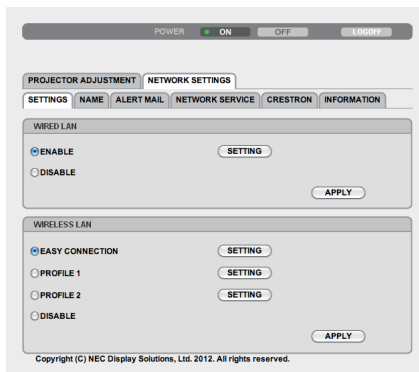 POWER ON OFF LOGOFF
PROJECTOR ADJUSTMENT NETWORK SETTINGS
SETTINGS NAME ALERT MAIL NETWORK SERVICE CRESTRON INFORMATION
WIRED LAN
ENABLE SETTING
DISABLE
APPLY
WIRELESS LAN
EASY CONNECTION SETTING
PROFILE 1 SETTING
PROFILE 2 SETTING
DISABLE
APPLY
Copyright (C) NEC Display Solutions, Ltd. 2012. All rights reserved.